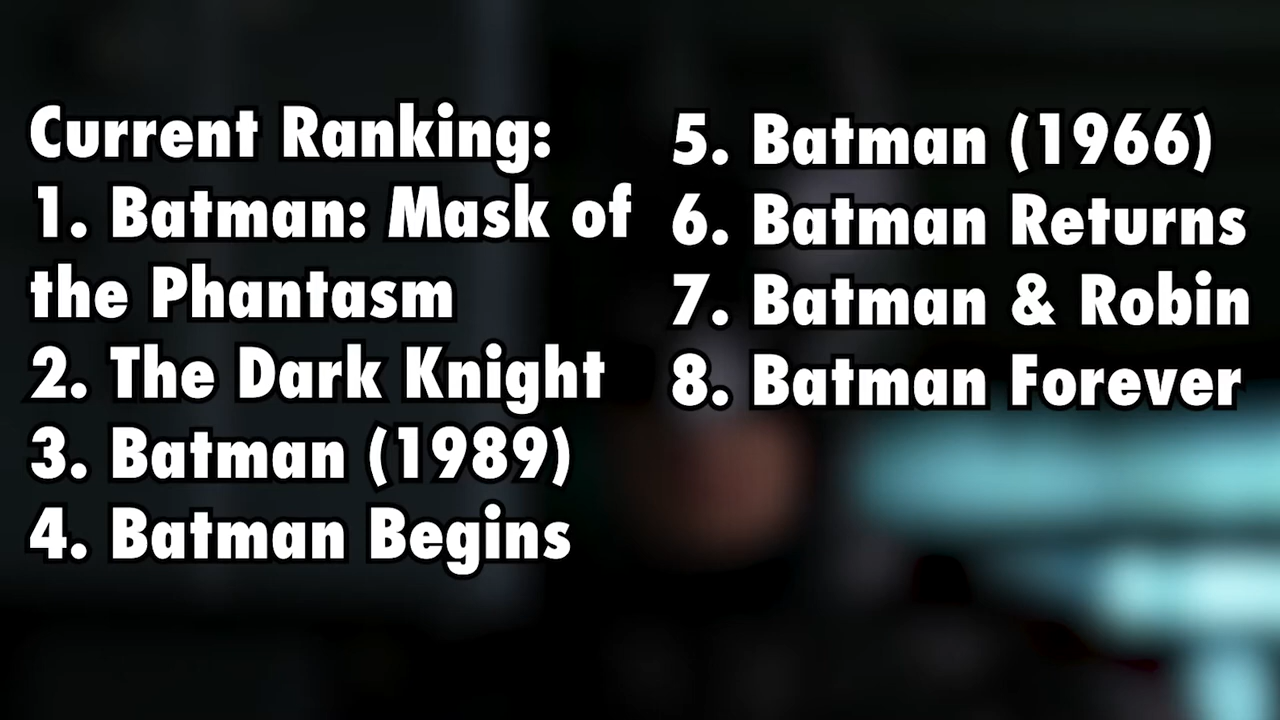 Current Ranking:
1. Batman: Mask of
the Phantasm
2. The Dark Knight
3. Batman (1989)
4. Batman Begins
5. Batman (1966)
6. Batman Returns
7. Batman & Robin
8. Batman Forever